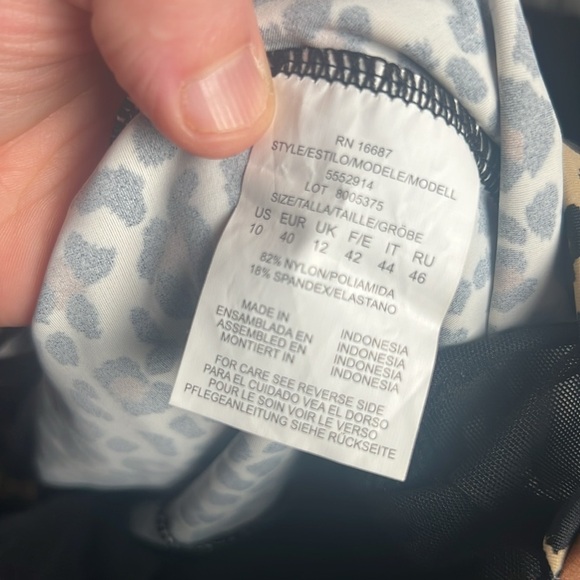 RN 16687
STYLE/ESTILO/MODELE/MODELL
5552914
LOT 8005375
SIZE/TALLA/TAILLE/GRÖBE
US EUR UK F/E IT RU
10 40 12 42 44 46
82% NYLON/POLIAMIDA
18% SPANDEX/ELASTANO
MADE IN INDONESIA
ENSAMBLADA EN INDONESIA
ASSEMBLED EN INDONESIA
MONTIERT IN INDONESIA
FOR CARE SEE REVERSE SIDE
PARA EL CUIDADO VEA EL DORSO
POUR LE SOIN VOIR LE VERSO
PFLEGEANLEITUNG SIEHE RÜCKSEITE